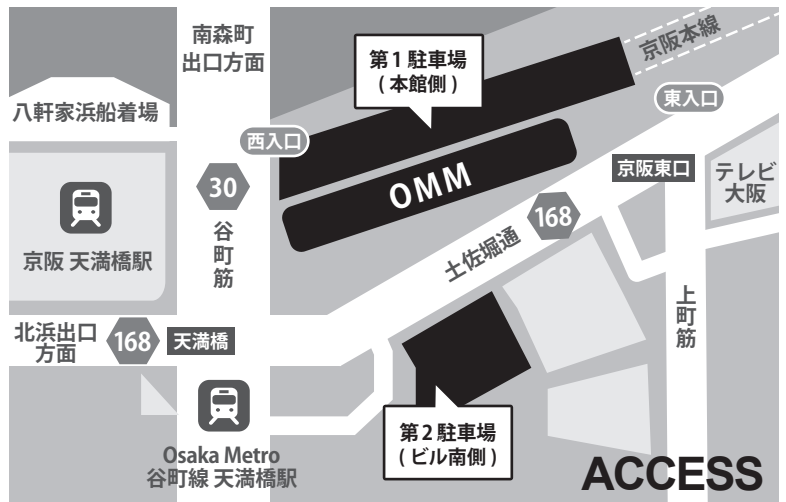 南森町
出口方面
第1駐車場
(本館側)
京阪本線
八軒家浜船着場
西入口
東入口
京阪東口
テレビ
大阪
30
OMM
168
谷町筋
土佐堀通
京阪 天満橋駅
上町筋
北浜出口
方面
168
天満橋
第2駐車場
(ビル南側)
Osaka Metro
谷町線 天満橋駅
ACCESS